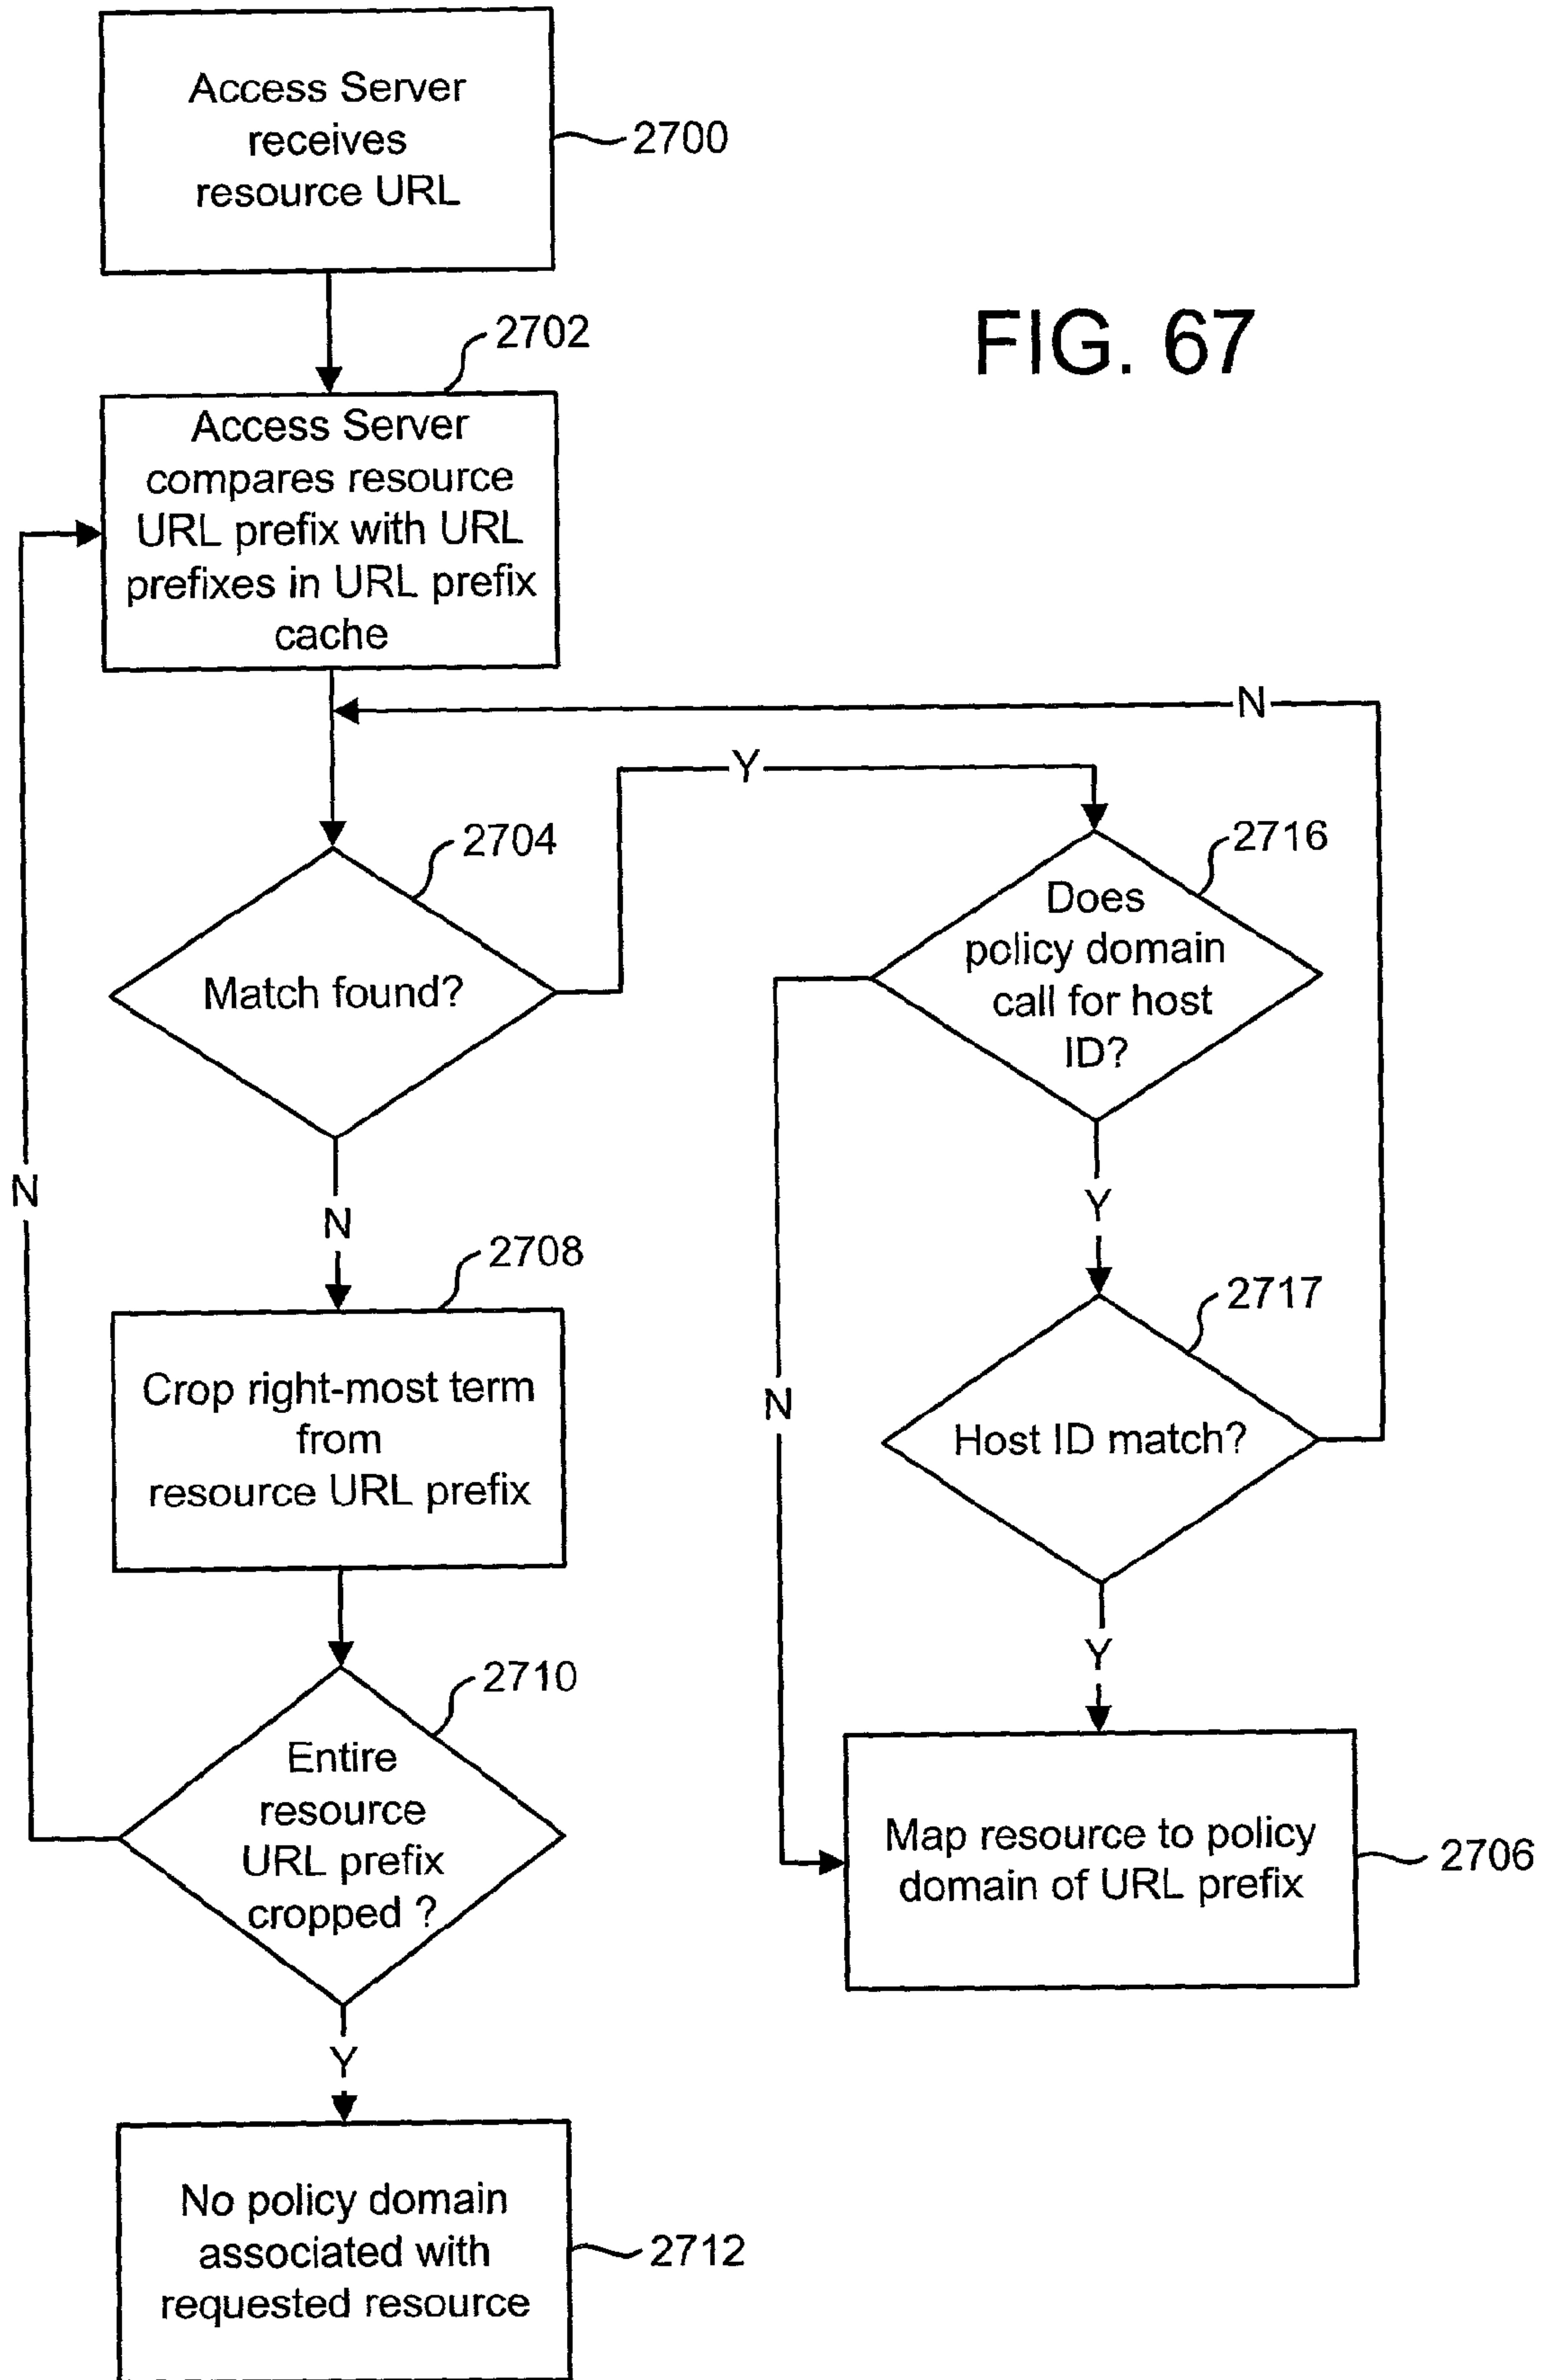 Access Server
receives
resource URL
2700
FIG. 67
2702
Access Server
compares resource
URL prefix with URL
prefixes in URL prefix
cache
N
Y
2704
Match found?
2716
Does
policy domain
call for host
ID?
N
N
Y
2708
Crop right-most term
from
resource URL prefix
2717
Host ID match?
N
Y
2710
Entire
resource
URL prefix
cropped ?
Map resource to policy
domain of URL prefix
2706
Y
No policy domain
associated with
requested resource
2712